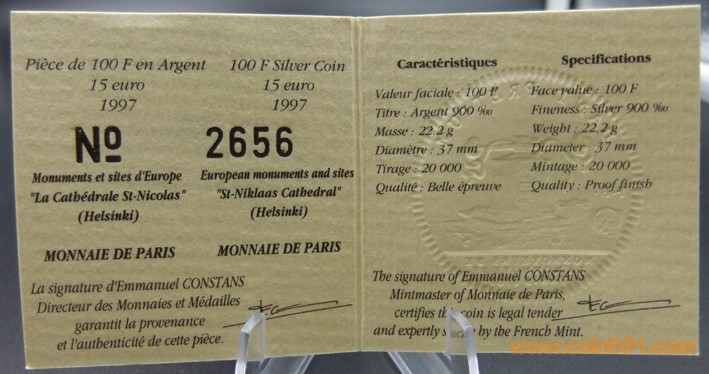 Pièce de 100 F en Argent
15 euro
1997
100 F Silver Coin
15 euro
1997
Nº 2656
Monuments et sites d'Europe
"La Cathédrale St-Nicolas"
(Helsinki)
European monuments and sites
"St-Niklaas Cathedral"
(Helsinki)
MONNAIE DE PARIS
MONNAIE DE PARIS
La signature d'Emmanuel CONSTANS
Directeur des Monnaies et Médailles
garantit la provenance
et l'authenticité de cette pièce.
Caractéristiques
Valeur faciale : 100 F
Titre : Argent 900 ‰
Masse : 22,2 g
Diamètre : 37 mm
Tirage : 20 000
Qualité : Belle épreuve
Specifications
Face value : 100 F
Fineness : Silver 900 ‰
Weight : 22,2 g
Diameter : 37 mm
Mintage : 20 000
Quality : Proof finish
The signature of Emmanuel CONSTANS
Mintmaster of Monnaie de Paris,
certifies the coin is legal tender
and expertly by the French Mint.
www.coie001.com